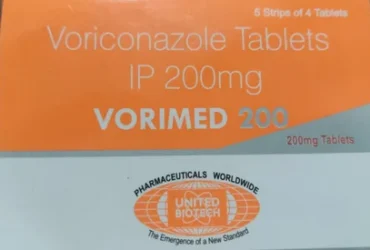 5 Strips of 4 Tablets
Voriconazole Tablets
IP 200mg
VORIMED 200
200mg Tablets
PHARMACEUTICALS WORLDWIDE
UNITED
BIOTECH
The Emergence of a New Standard